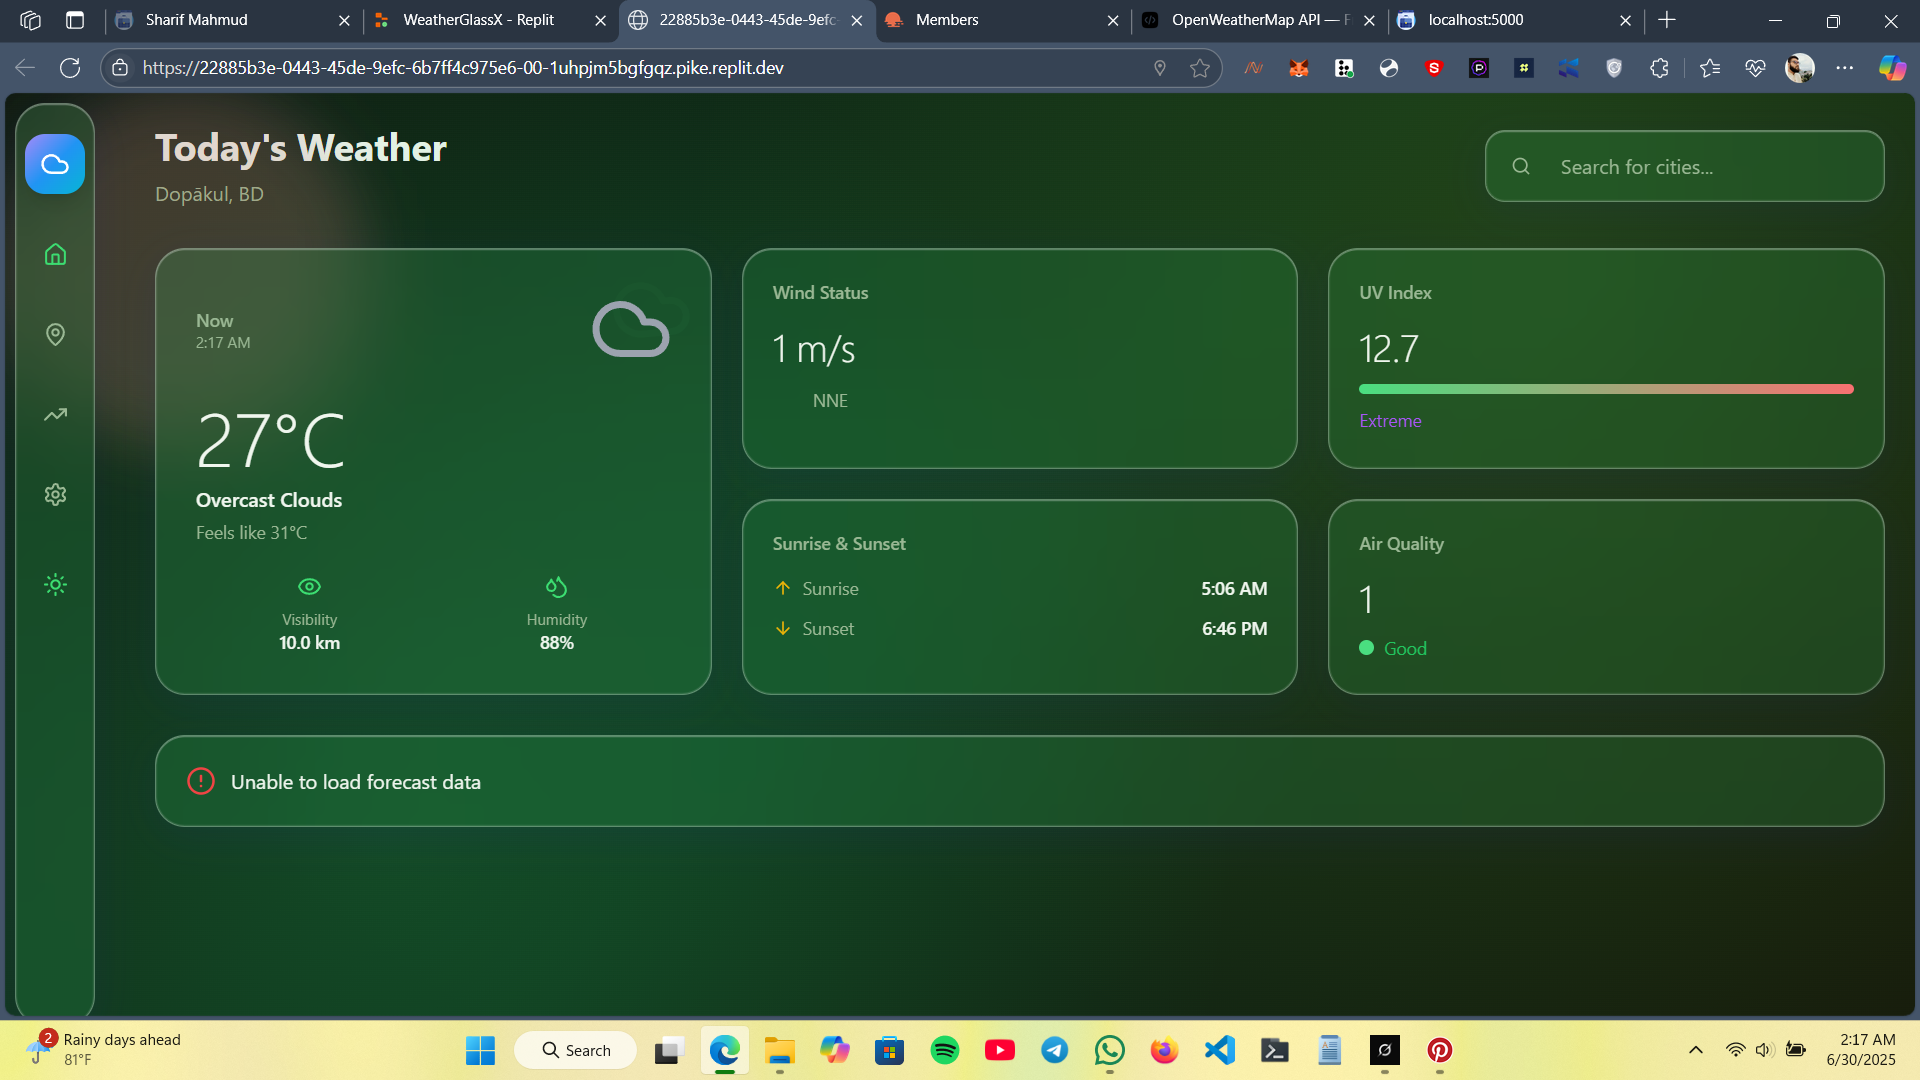 Sharif Mahmud
WeatherGlassX - Replit
22885b3e-0443-45de-9efc-
Members
OpenWeatherMap API — F
localhost:5000
https://22885b3e-0443-45de-9efc-6b7ff4c975e6-00-1uhpjm5bgfgqz.pike.replit.dev
Today's Weather
Dopākul, BD
Search for cities...
Now
2:17 AM
27°C
Overcast Clouds
Feels like 31°C
Visibility
10.0 km
Humidity
88%
Wind Status
1 m/s
NNE
UV Index
12.7
Extreme
Sunrise & Sunset
Sunrise
5:06 AM
Sunset
6:46 PM
Air Quality
1
Good
Unable to load forecast data
2
Rainy days ahead
81°F
Search
2:17 AM
6/30/2025